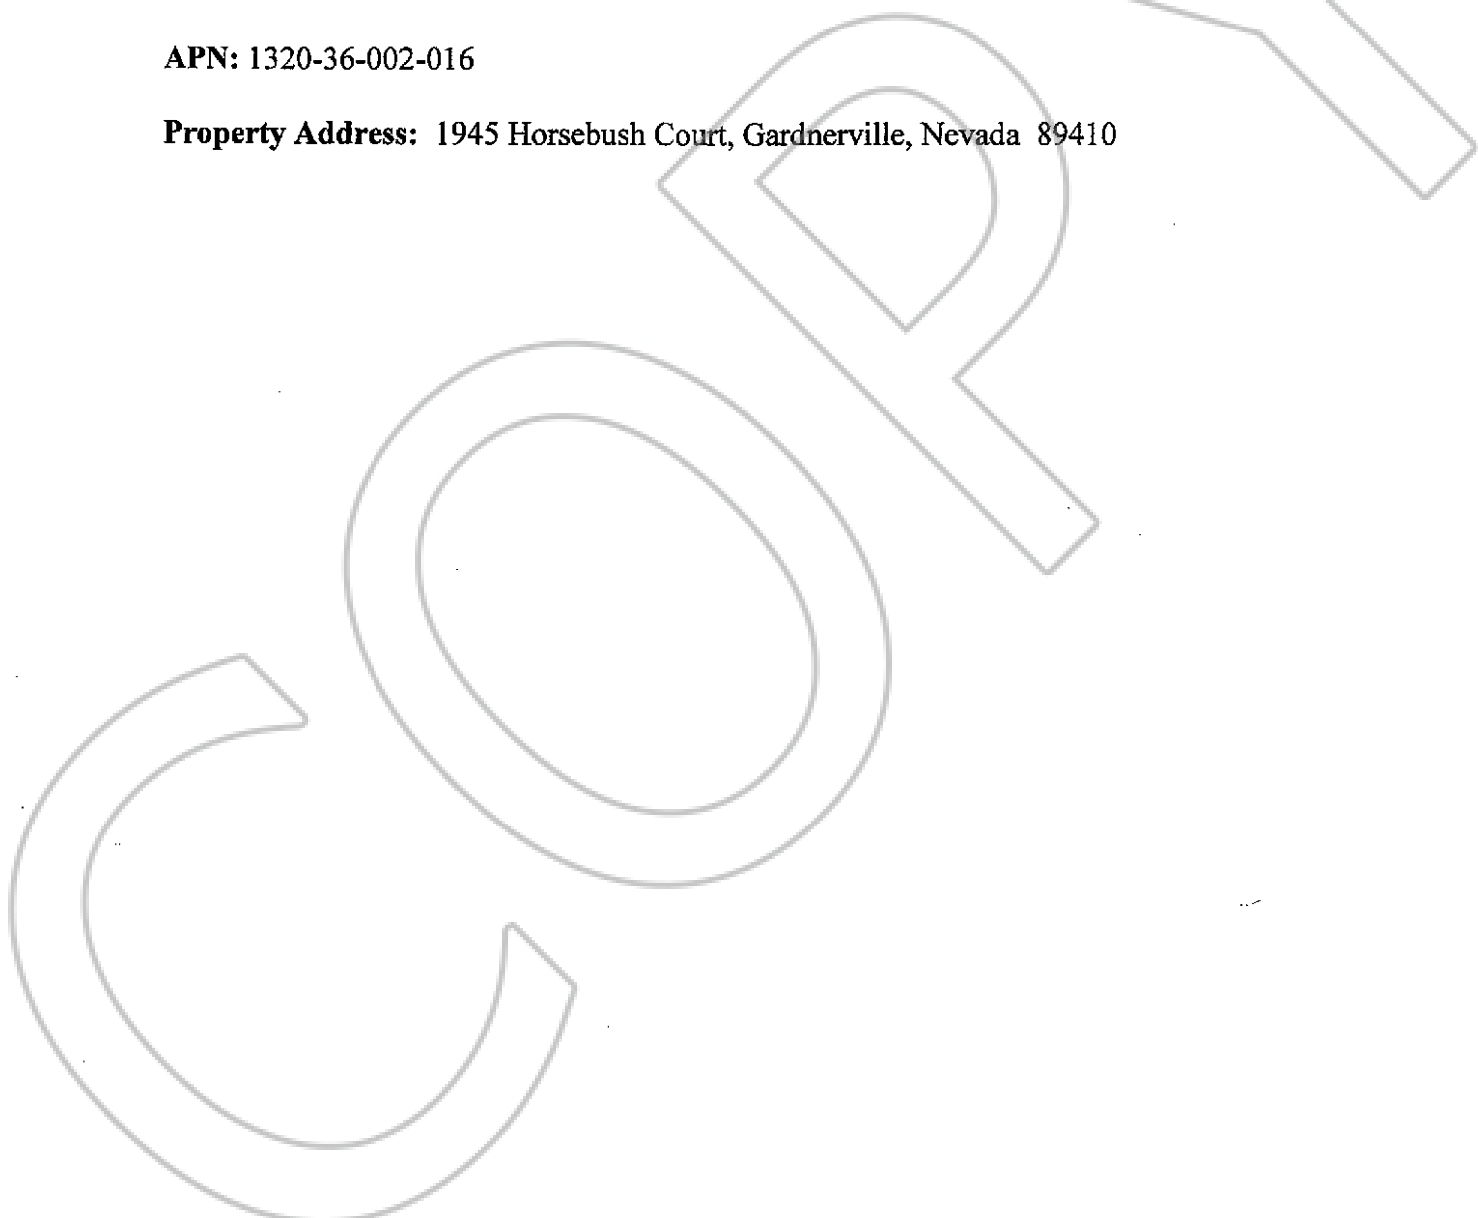 APN: 1320-36-002-016
Property Address: 1945 Horsebush Court, Gardnerville, Nevada 89410
COPY